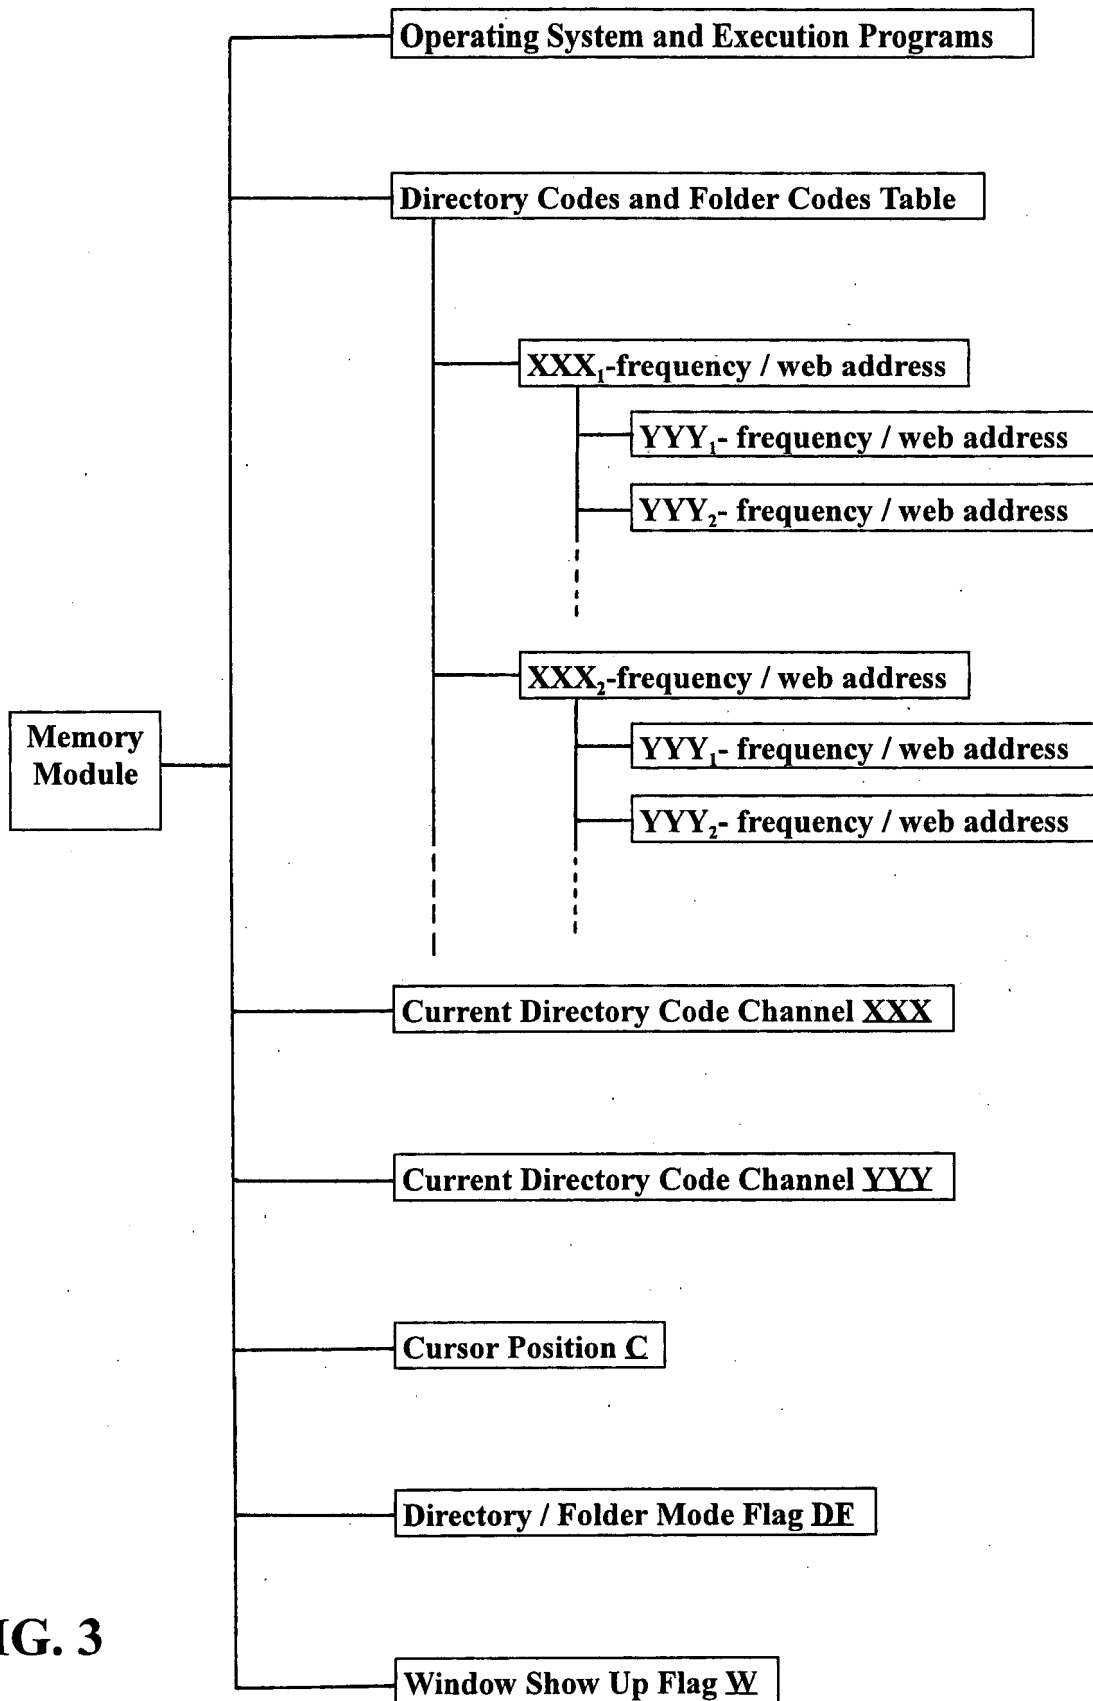 Operating System and Execution Programs
Directory Codes and Folder Codes Table
XXX₁-frequency / web address
YYY₁- frequency / web address
YYY₂- frequency / web address
XXX₂-frequency / web address
Memory
Module
YYY₁- frequency / web address
YYY₂- frequency / web address
Current Directory Code Channel XXX
Current Directory Code Channel YYY
Cursor Position C
Directory / Folder Mode Flag DF
IG. 3
Window Show Up Flag W